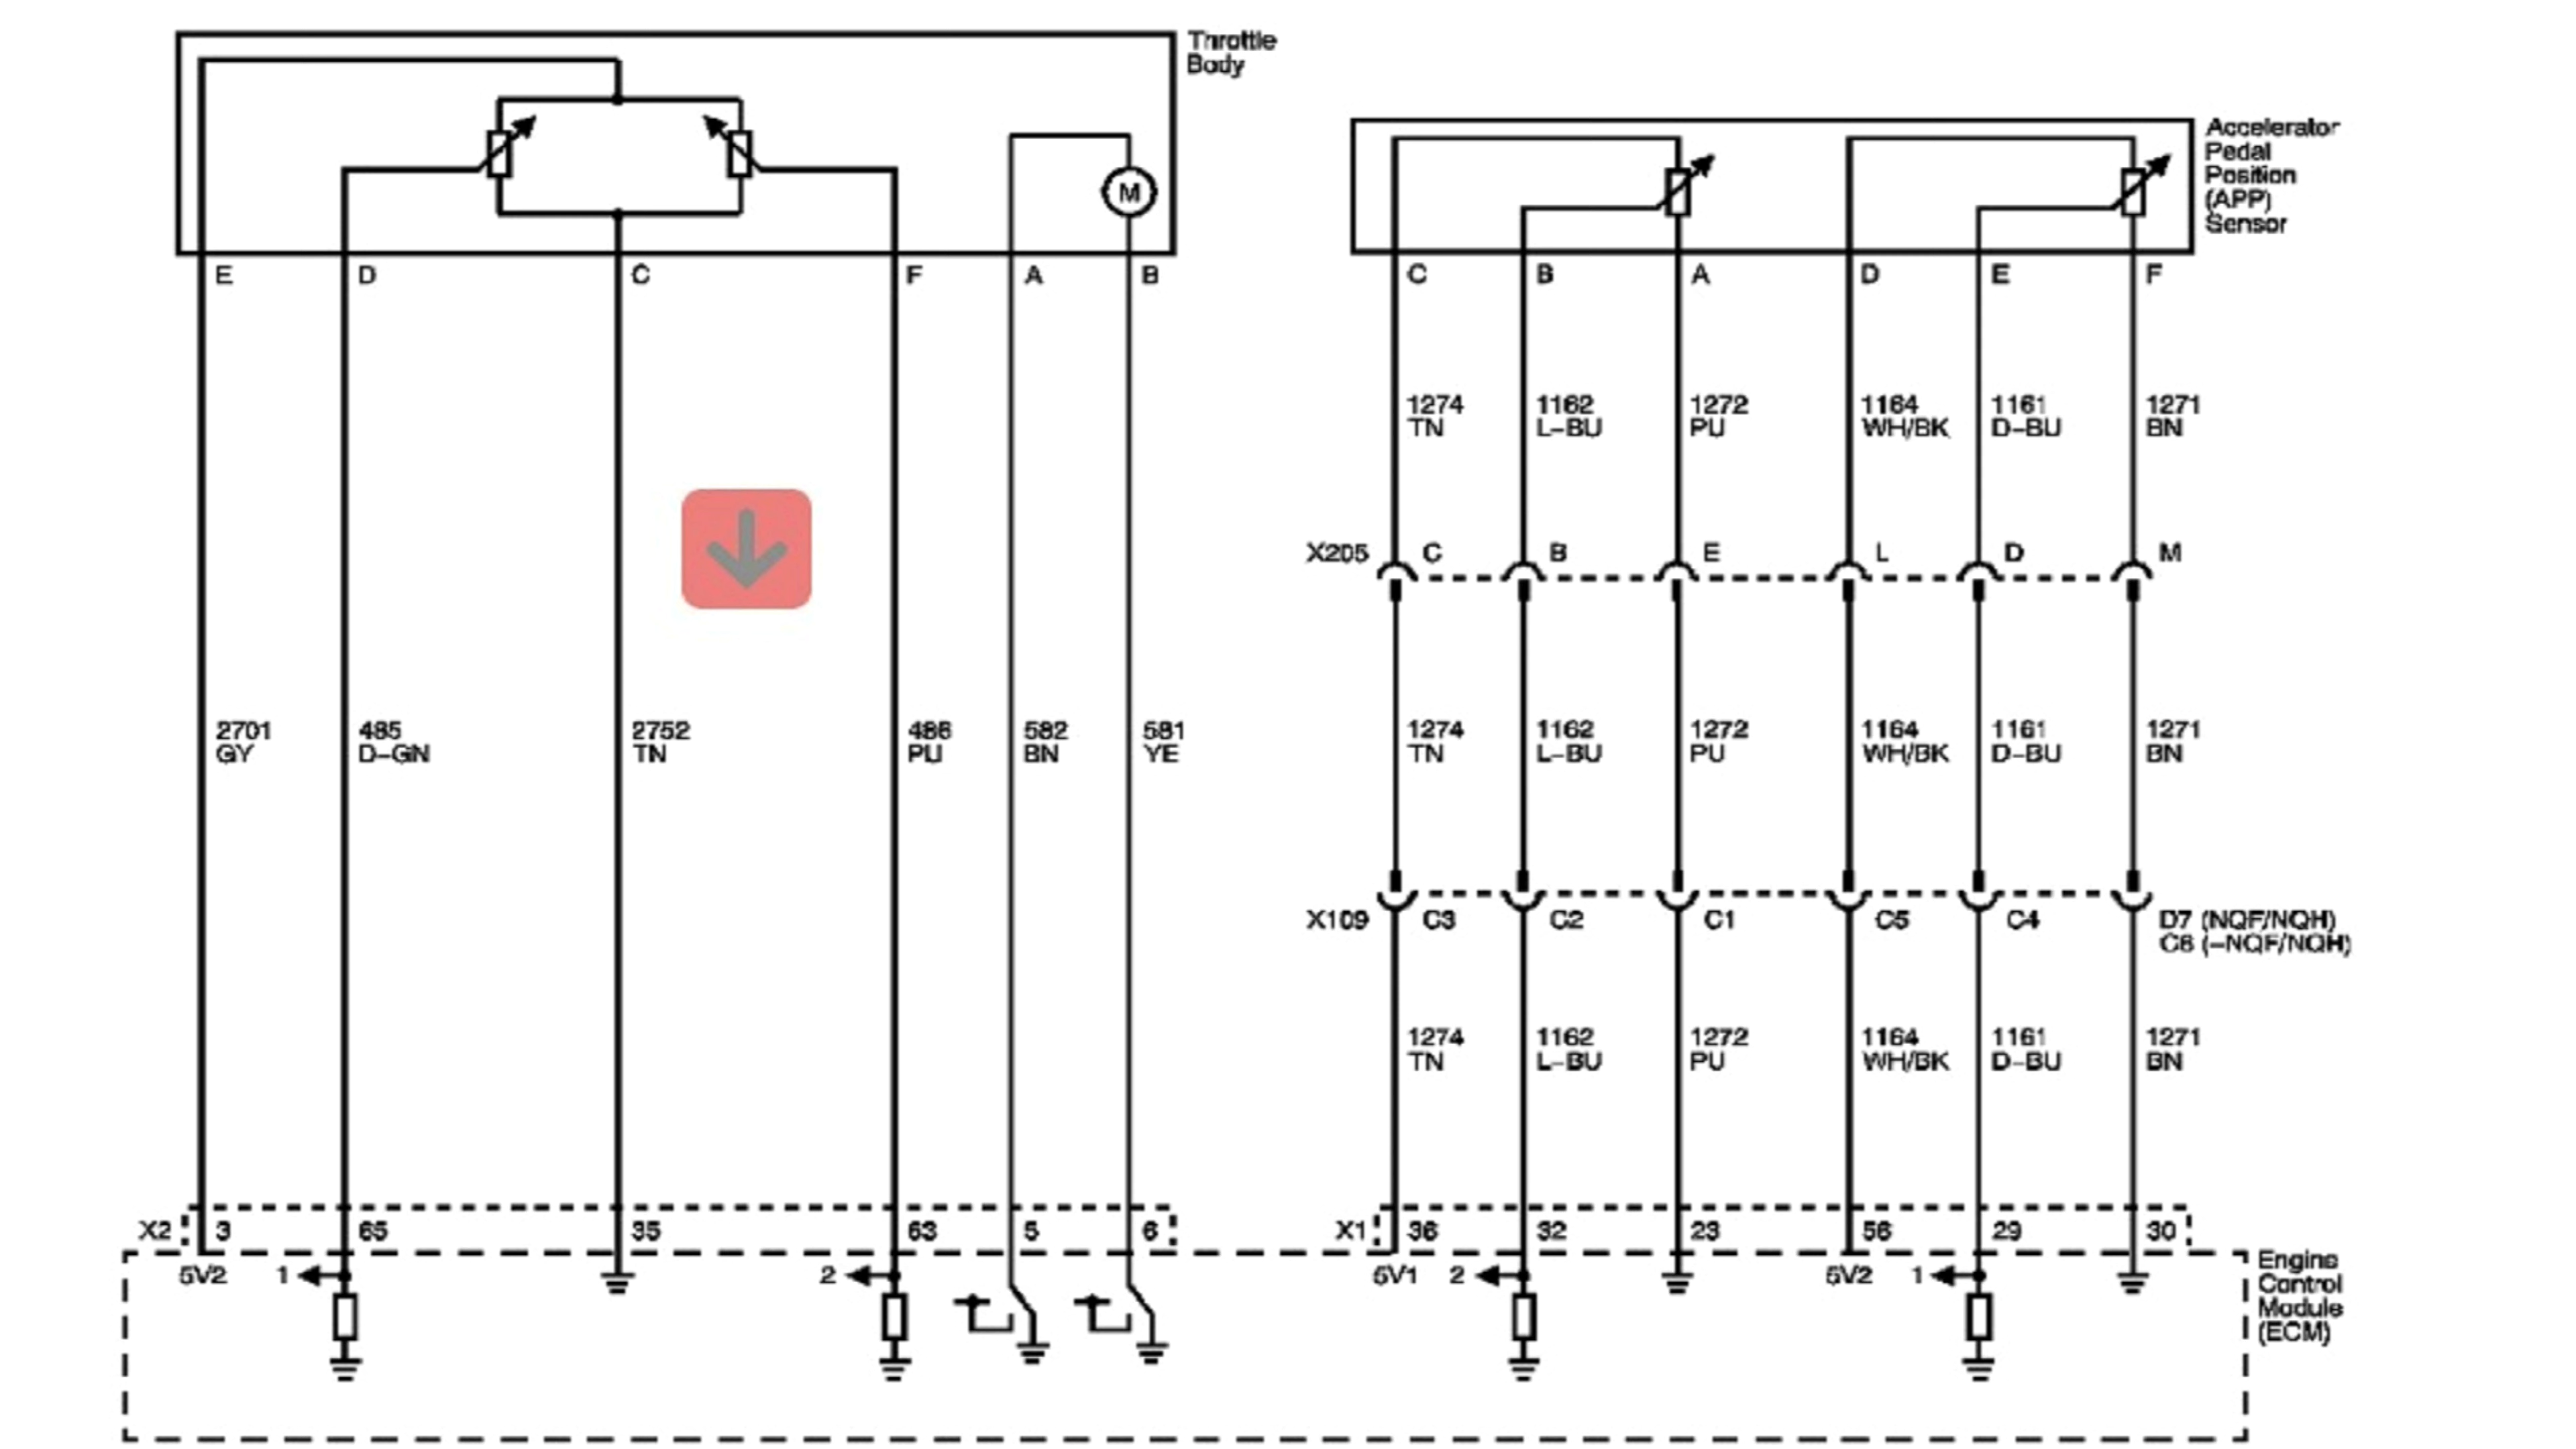 Throttle
Body
M
E D C F A B
Accelerator
Pedal
Position
(APP)
Sensor
C B A D E F
1274 1162 1272 1164 1161 1271
TN L-BU PU WH/BK D-BU BN
X205 C B E L D M
2701 485 2752 486 582 581
GY D-GN TN PU BN YE
1274 1162 1272 1164 1161 1271
TN L-BU PU WH/BK D-BU BN
X109 C3 C2 C1 C5 C4 D7 (NQF/NQH)
C6 (-NQF/NQH)
1274 1162 1272 1164 1161 1271
TN L-BU PU WH/BK D-BU BN
X2 3 65 35 63 5 6
X1 36 32 23 56 29 30
5V2 1 2
5V1 2 5V2 1
Engine
Control
Module
(ECM)